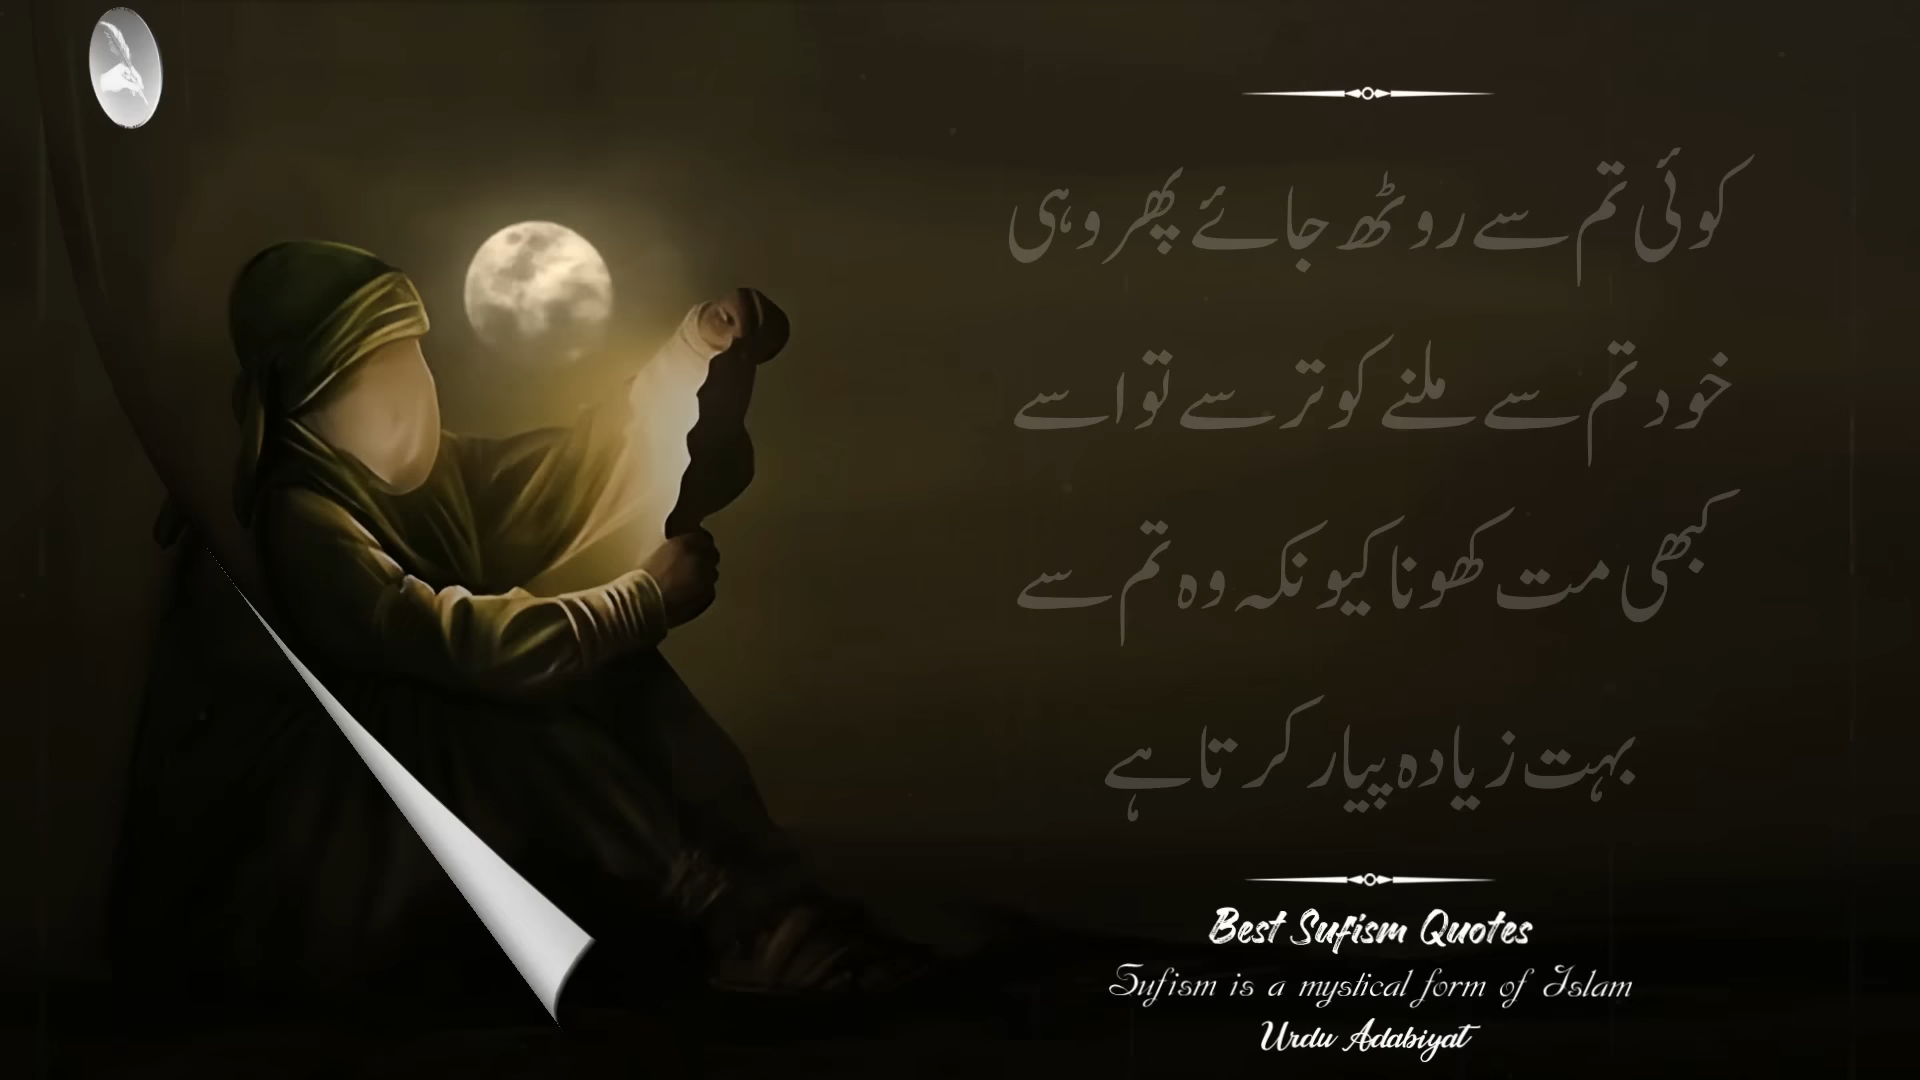 کوئی تم سے روٹھ جائے پھر وہی
خود تم سے ملنے کو ترسے تو اسے
کبھی مت کھونا کیونکہ وہ تم سے
بہت زیادہ پیار کرتا ہے
Best Sufism Quotes
Sufism is a mystical form of Islam
Urdu Adabiyat